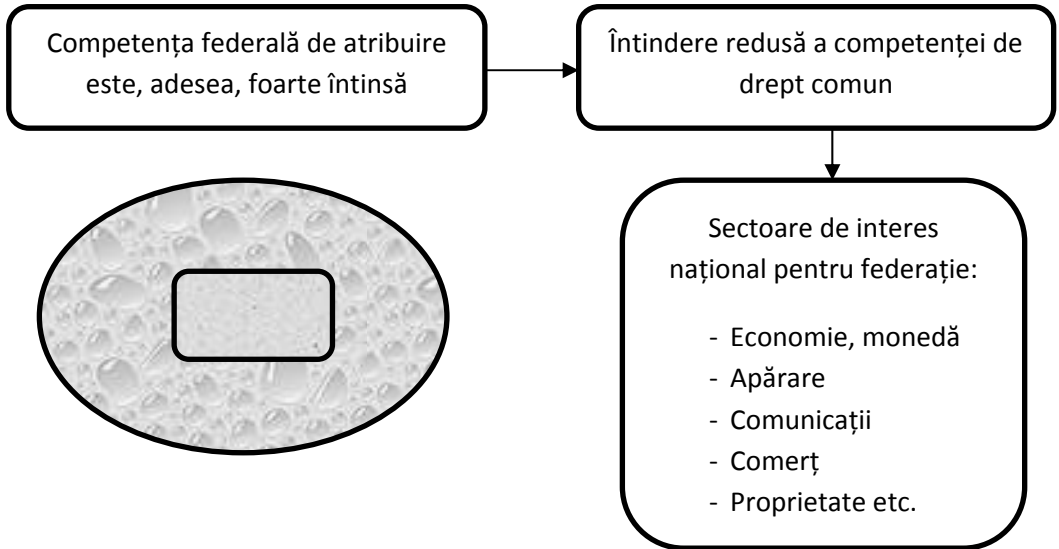 Competența federală de atribuire
este, adesea, foarte întinsă
Întindere redusă a competenței de
drept comun
Sectoare de interes
național pentru federație:
- Economie, monedă
- Apărare
- Comunicații
- Comerț
- Proprietate etc.